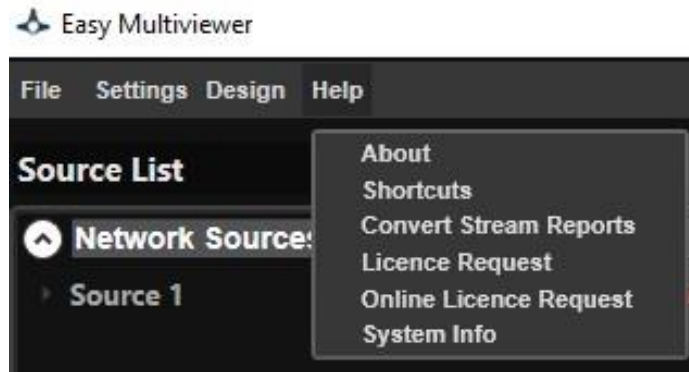 Easy Multiviewer
File Settings Design Help
Source List
Network Sources
Source 1
About
Shortcuts
Convert Stream Reports
Licence Request
Online Licence Request
System Info